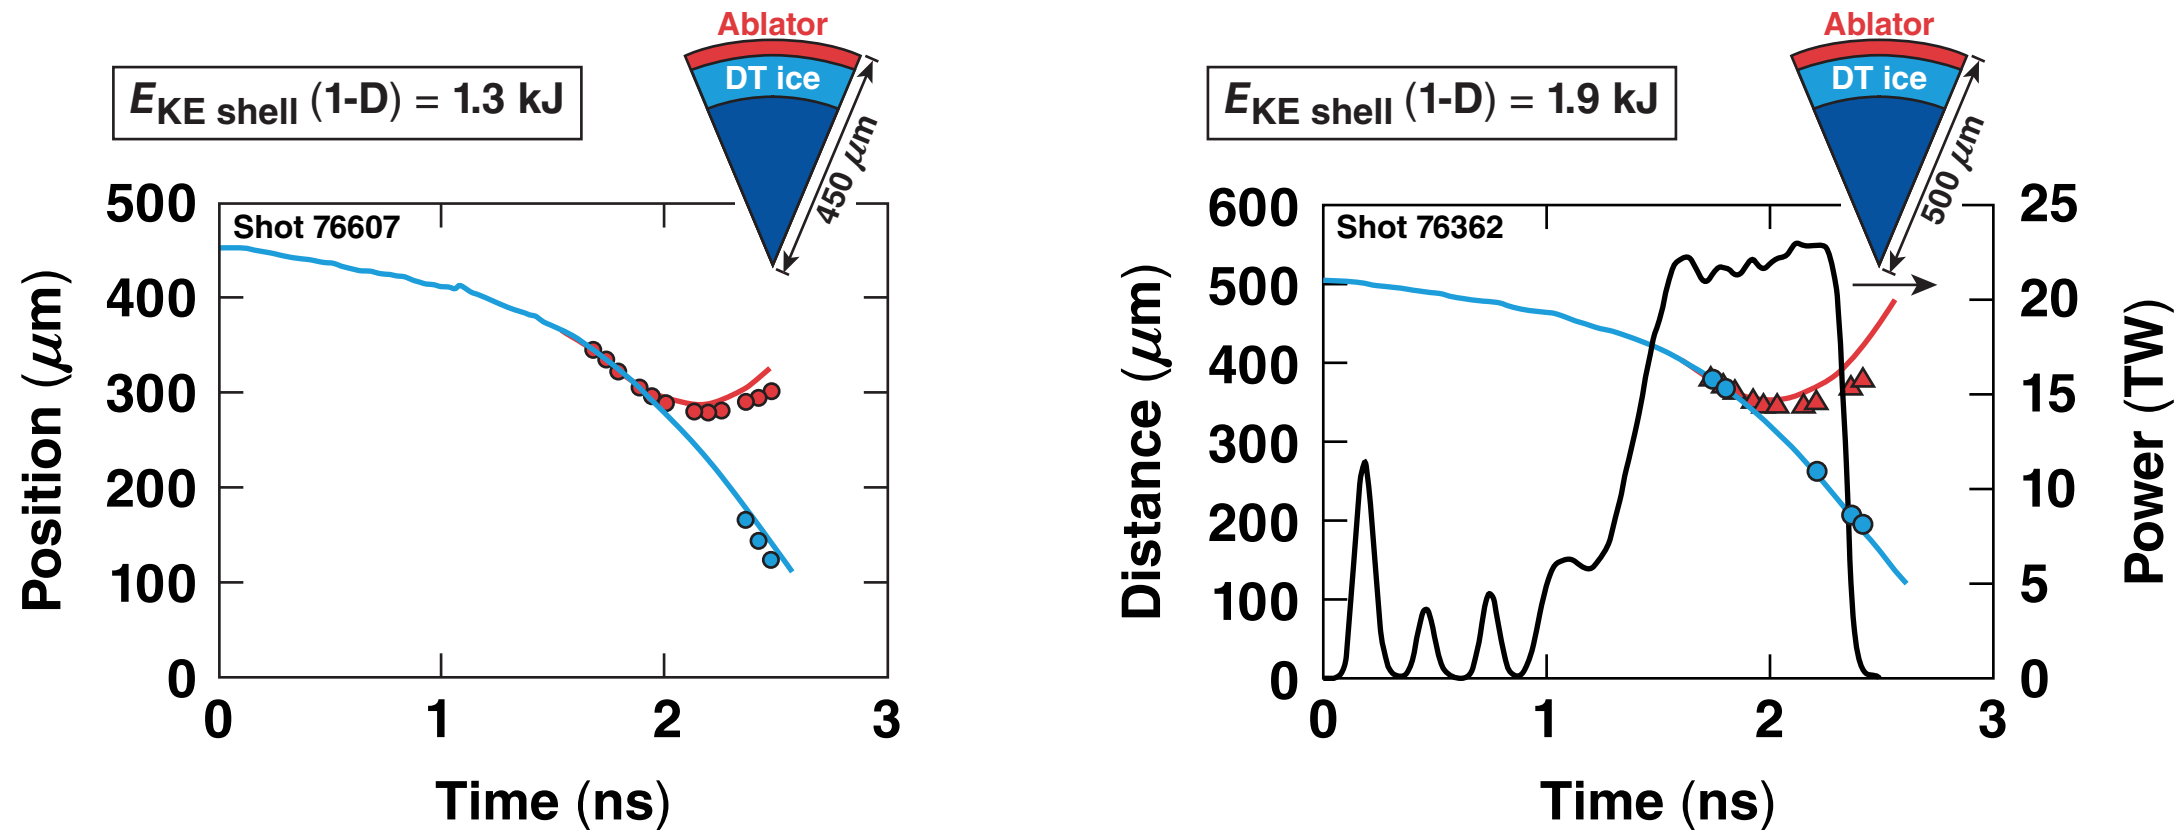 Ablator
DT ice
450 μm
E KE shell (1-D) = 1.3 kJ
Shot 76607
Position (μm)
500
400
300
200
100
0
0 1 2 3
Time (ns)
Ablator
DT ice
500 μm
E KE shell (1-D) = 1.9 kJ
Shot 76362
Distance (μm)
600
500
400
300
200
100
0
25
20
15
10
5
0
Power (TW)
0 1 2 3
Time (ns)